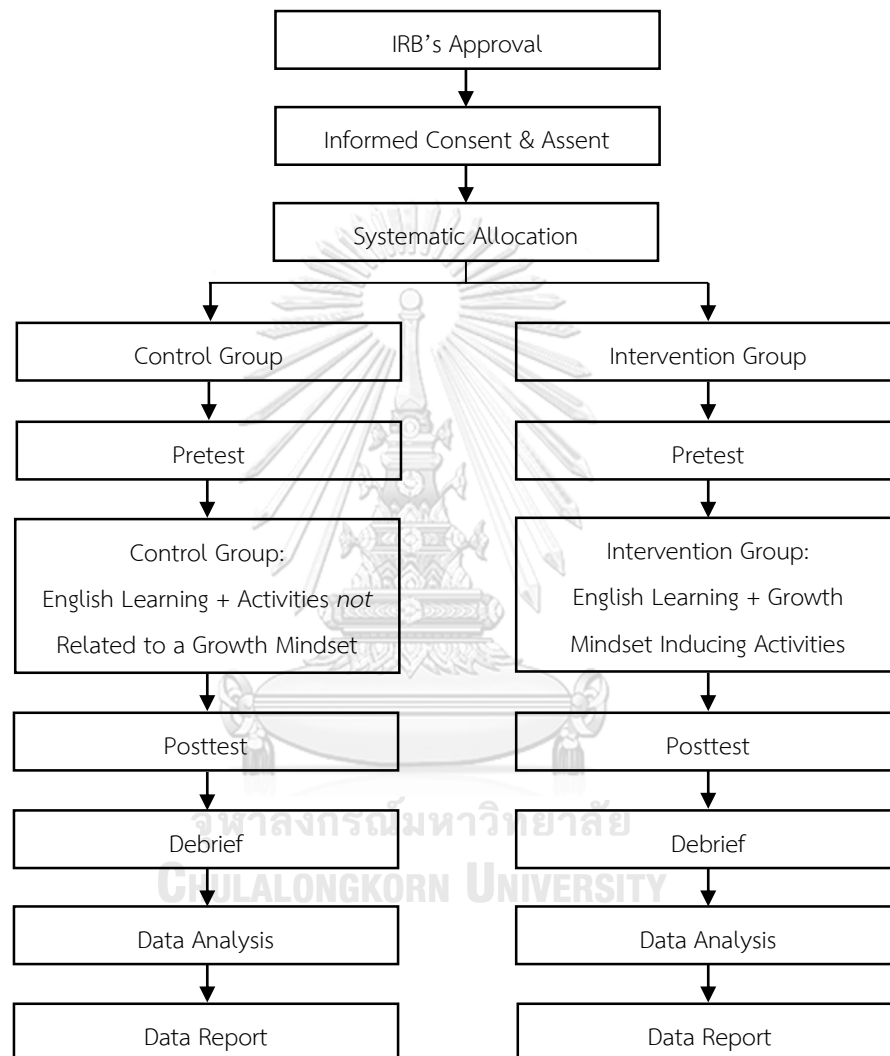 IRB’s Approval
Informed Consent & Assent
Systematic Allocation
Control Group
Intervention Group
Pretest
Pretest
Control Group:
English Learning + Activities not
Related to a Growth Mindset
Intervention Group:
English Learning + Growth
Mindset Inducing Activities
Posttest
Posttest
จุฬาลงกรณ์มหาวิทยาลัย
Debrief
Debrief
CHULALONGKORN UNIVERSITY
Data Analysis
Data Analysis
Data Report
Data Report